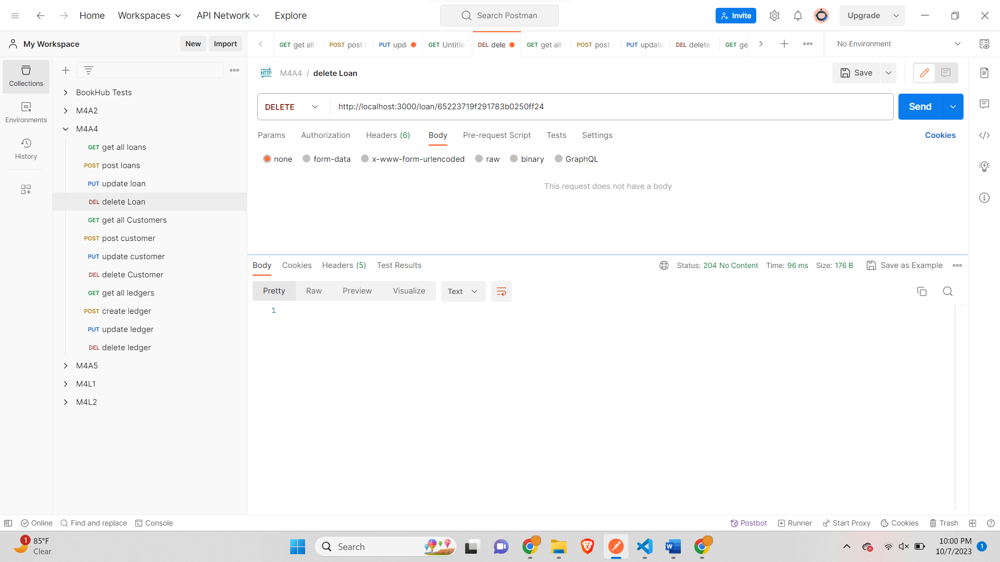 Home Workspaces API Network Explore Search Postman Invite Upgrade
My Workspace New Import GET get all POST post PUT upda GET Untitle DEL dele GET get all POST post PUT update DEL delete GET ge No Environment
Collections
Environments
History
BookHub Tests
M4A2
M4A4
GET get all loans
POST post loans
PUT update loan
DEL delete Loan
GET get all Customers
POST post customer
PUT update customer
DEL delete Customer
GET get all ledgers
POST create ledger
PUT update ledger
DEL delete ledger
M4A5
M4L1
M4L2
HTTP M4A4 / delete Loan Save
DELETE http://localhost:3000/loan/65223719f291783b0250ff24 Send
Params Authorization Headers (6) Body Pre-request Script Tests Settings Cookies
none form-data x-www-form-urlencoded raw binary GraphQL
This request does not have a body
Body Cookies Headers (5) Test Results Status: 204 No Content Time: 96 ms Size: 176 B Save as Example
Pretty Raw Preview Visualize Text
1
Online Find and replace Console Postbot Runner Start Proxy Cookies Trash
1 85°F
Clear
Search
10:00 PM
10/7/2023
1